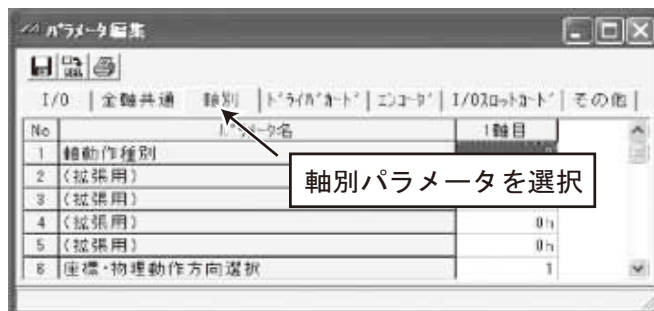 パラメータ編集
I/O 全軸共通 軸別 ドライバカード エンコーダ I/Oスロットカード その他
No パラメータ名 1軸目
1 軸動作種別
2 (拡張用)
3 (拡張用)
4 (拡張用) 0h
5 (拡張用) 0h
6 座標・物理動作方向選択 1
軸別パラメータを選択